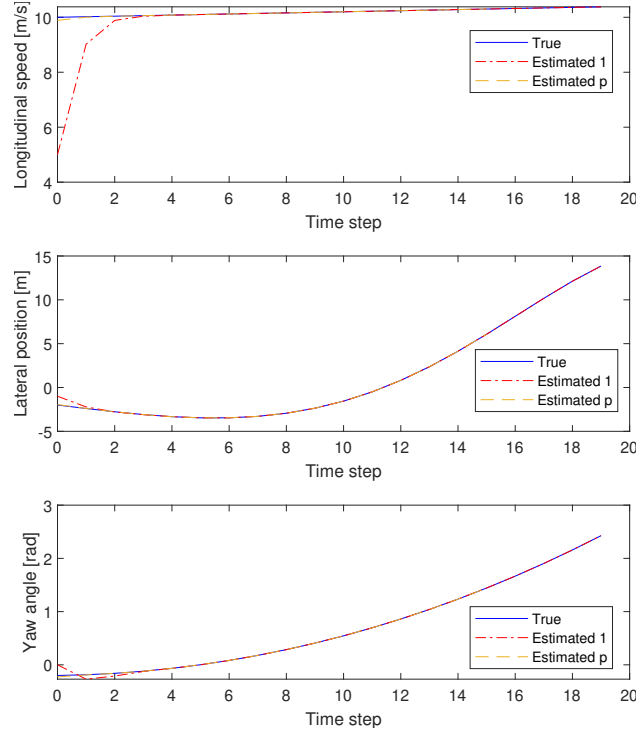 10
8
6
4
Longitudinal speed [m/s]
True
Estimated 1
Estimated p
0 2 4 6 8 10 12 14 16 18 20
Time step
15
10
5
0
-5
Lateral position [m]
True
Estimated 1
Estimated p
0 2 4 6 8 10 12 14 16 18 20
Time step
3
2
1
0
Yaw angle [rad]
True
Estimated 1
Estimated p
0 2 4 6 8 10 12 14 16 18 20
Time step